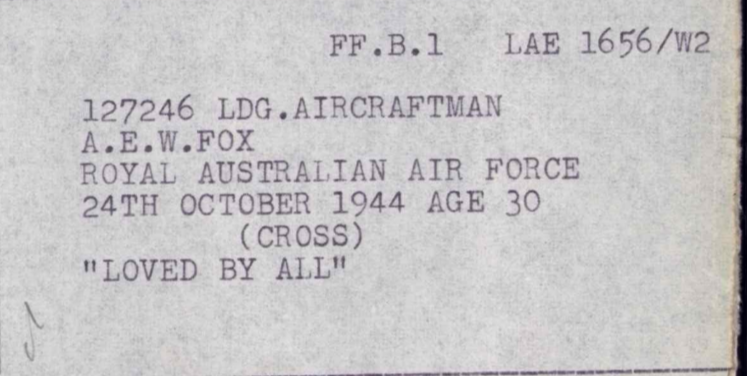 FF.B.1 LAE 1656/W2
127246 LDG.AIRCRAFTMAN
A.E.W.FOX
ROYAL AUSTRALIAN AIR FORCE
24TH OCTOBER 1944 AGE 30
(CROSS)
"LOVED BY ALL"